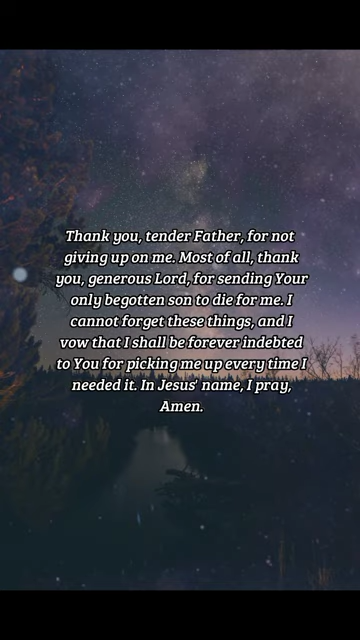 Thank you, tender Father, for not
giving up on me. Most of all, thank
you, generous Lord, for sending Your
only begotten son to die for me. I
cannot forget these things, and I
vow that I shall be forever indebted
to You for picking me up every time I
needed it. In Jesus' name, I pray,
Amen.